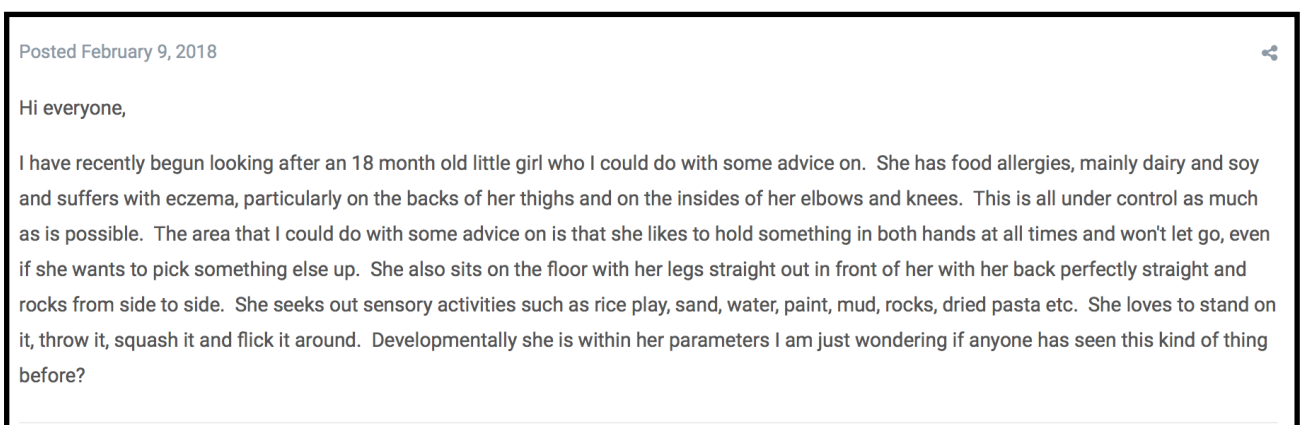 Posted February 9, 2018
Hi everyone,
I have recently begun looking after an 18 month old little girl who I could do with some advice on.  She has food allergies, mainly dairy and soy
and suffers with eczema, particularly on the backs of her thighs and on the insides of her elbows and knees.  This is all under control as much
as is possible.  The area that I could do with some advice on is that she likes to hold something in both hands at all times and won't let go, even
if she wants to pick something else up.  She also sits on the floor with her legs straight out in front of her with her back perfectly straight and
rocks from side to side.  She seeks out sensory activities such as rice play, sand, water, paint, mud, rocks, dried pasta etc.  She loves to stand on
it, throw it, squash it and flick it around.  Developmentally she is within her parameters I am just wondering if anyone has seen this kind of thing
before?